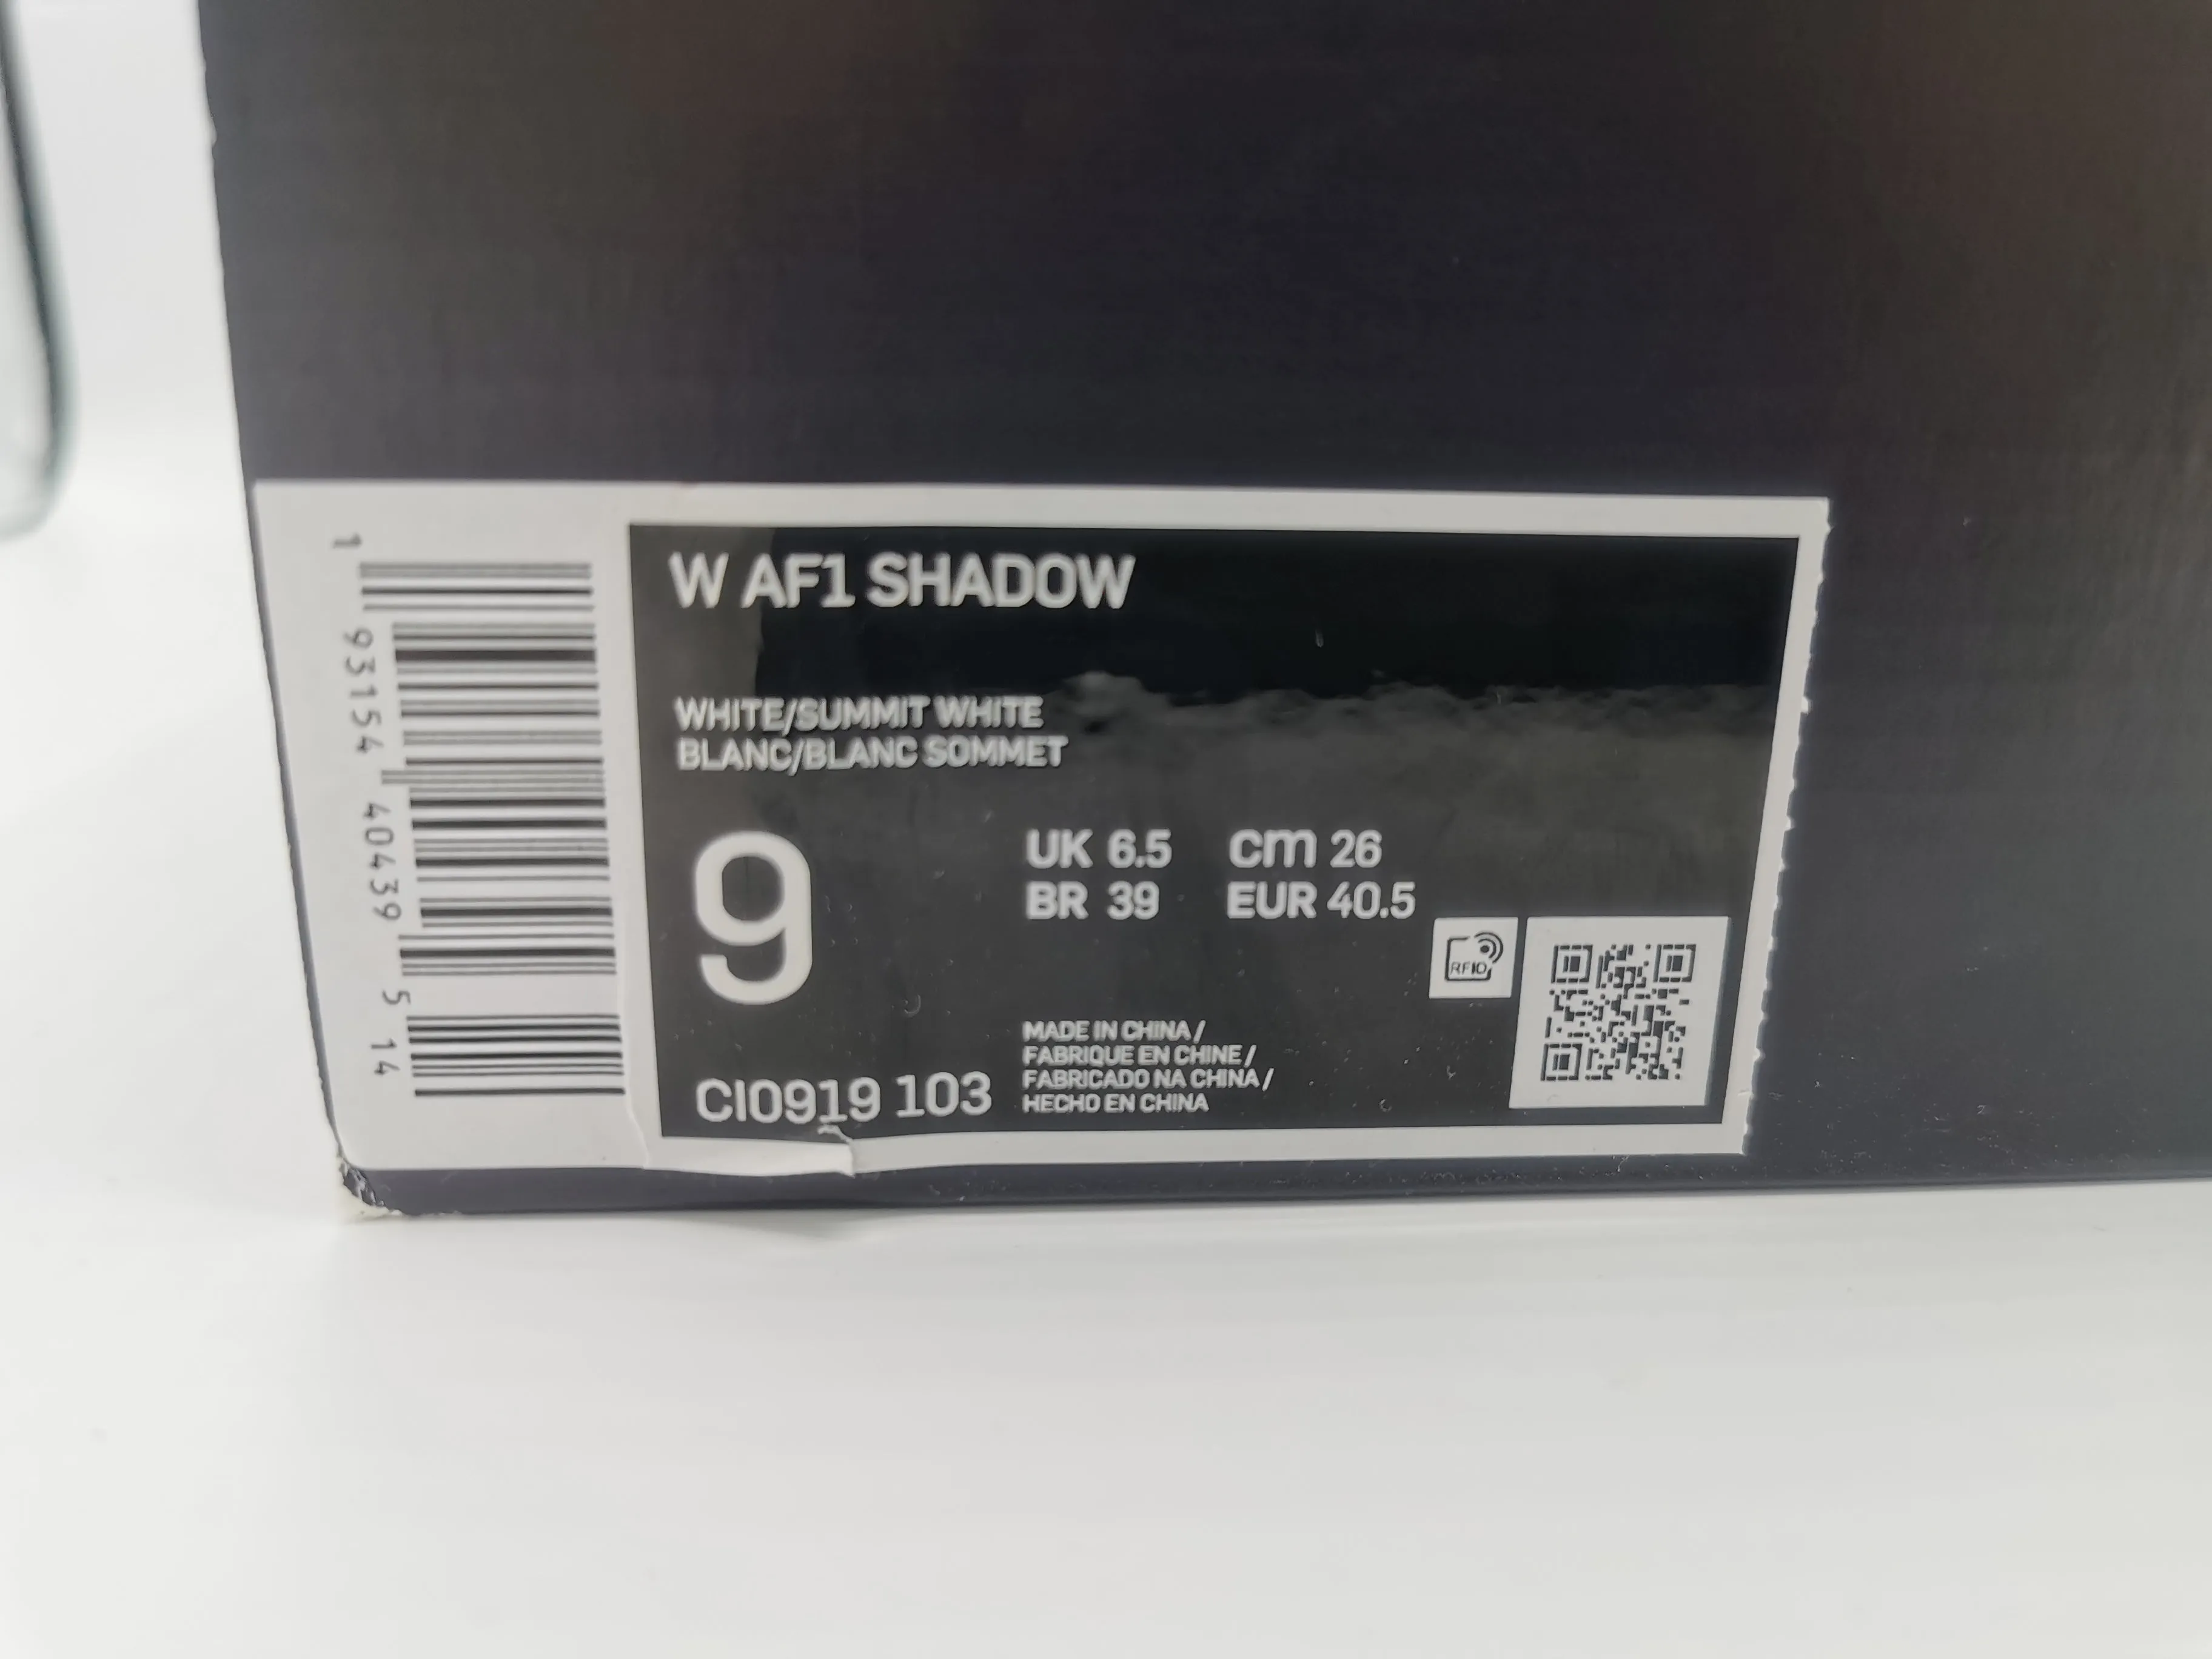 W AF1 SHADOW
WHITE/SUMMIT WHITE
BLANC/BLANC SOMMET
9
UK 6.5 cm 26
BR 39 EUR 40.5
RFID
CI0919 103
MADE IN CHINA /
FABRIQUE EN CHINE /
FABRICADO NA CHINA /
HECHO EN CHINA
1 93154 40439 5 14